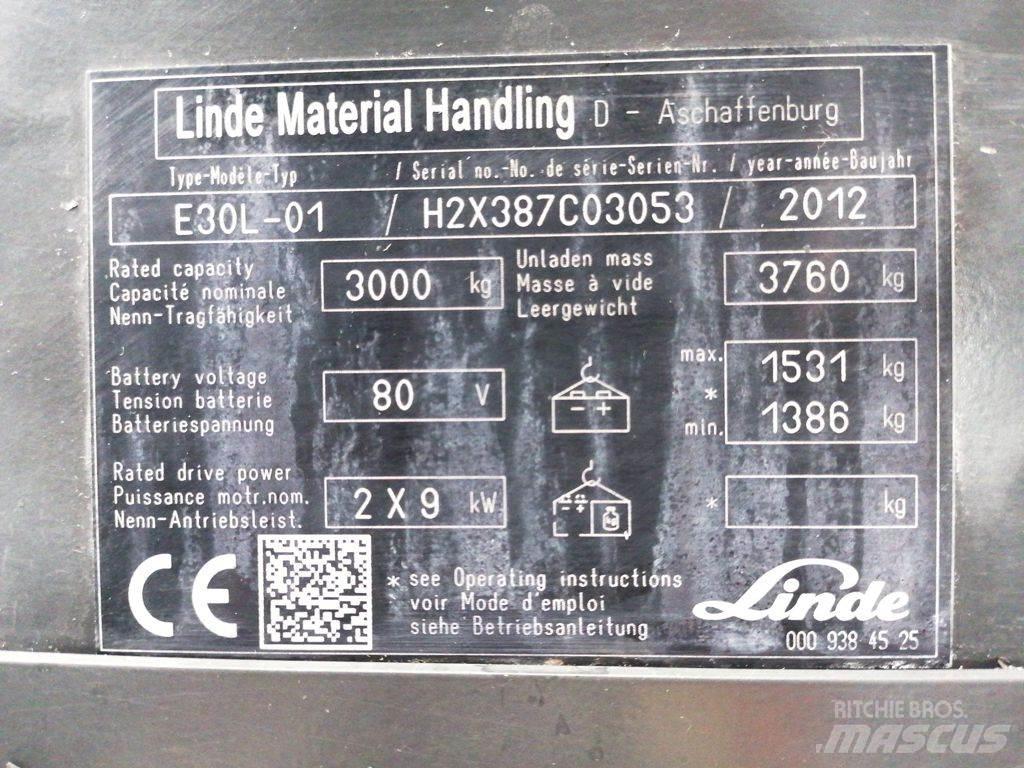 Linde Material Handling D - Aschaffenburg
Type-Modèle-Typ / Serial no.-No. de série-Serien-Nr. / year-année-Baujahr
E30L-01 / H2X387C03053 / 2012
Rated capacity
Capacité nominale
Nenn-Tragfähigkeit
3000 kg
Unladen mass
Masse à vide
Leergewicht
3760 kg
Battery voltage
Tension batterie
Batteriespannung
80 V
- +
max. 1531 kg
*
min. 1386 kg
Rated drive power
Puissance motr.nom.
Nenn-Antriebsleist.
2 X 9 kW
- + kg
* kg
CE
* see Operating instructions
voir Mode d'emploi
siehe Betriebsanleitung
Linde
000 938 45 25
RITCHIE BROS.
MASCUS